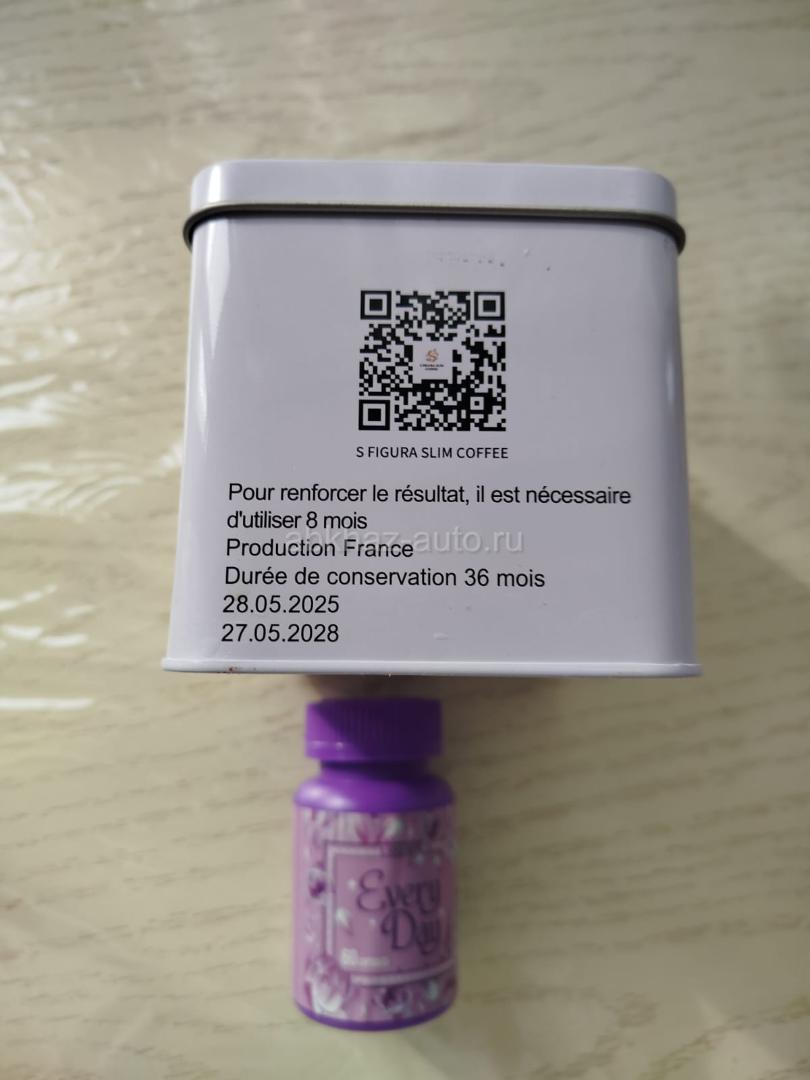 S FIGURA SLIM COFFEE
Pour renforcer le résultat, il est nécessaire
d'utiliser 8 mois
abkhaz-auto.ru
Production France
Durée de conservation 36 mois
28.05.2025
27.05.2028
Every
Day
60